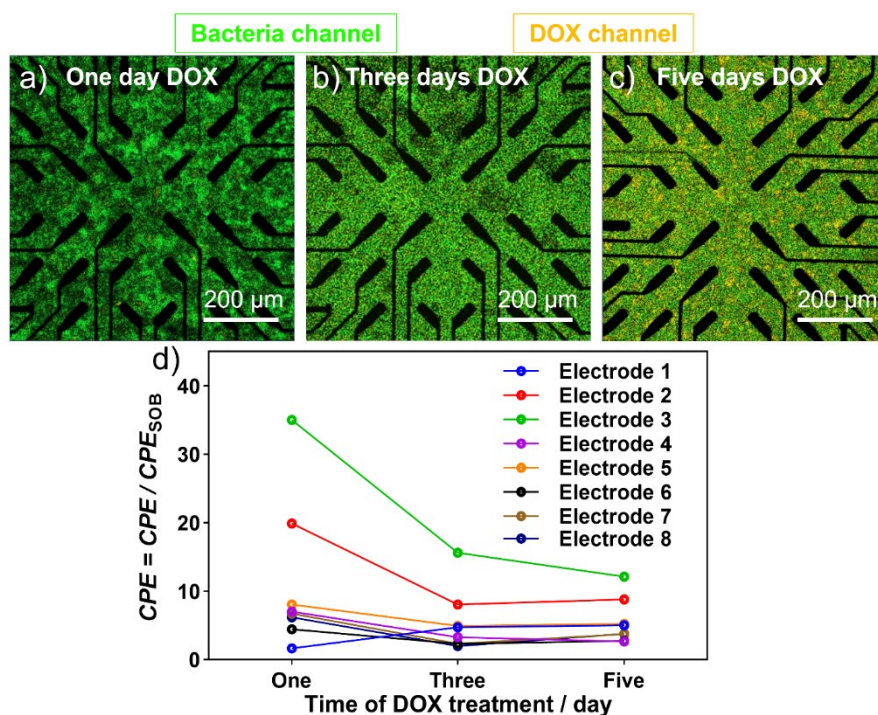 Bacteria channel
DOX channel
a) One day DOX
b) Three days DOX
c) Five days DOX
200 µm
200 µm
200 µm
d)
CPE = CPE / CPE_SOB
40
30
20
10
0
Electrode 1
Electrode 2
Electrode 3
Electrode 4
Electrode 5
Electrode 6
Electrode 7
Electrode 8
One
Three
Five
Time of DOX treatment / day